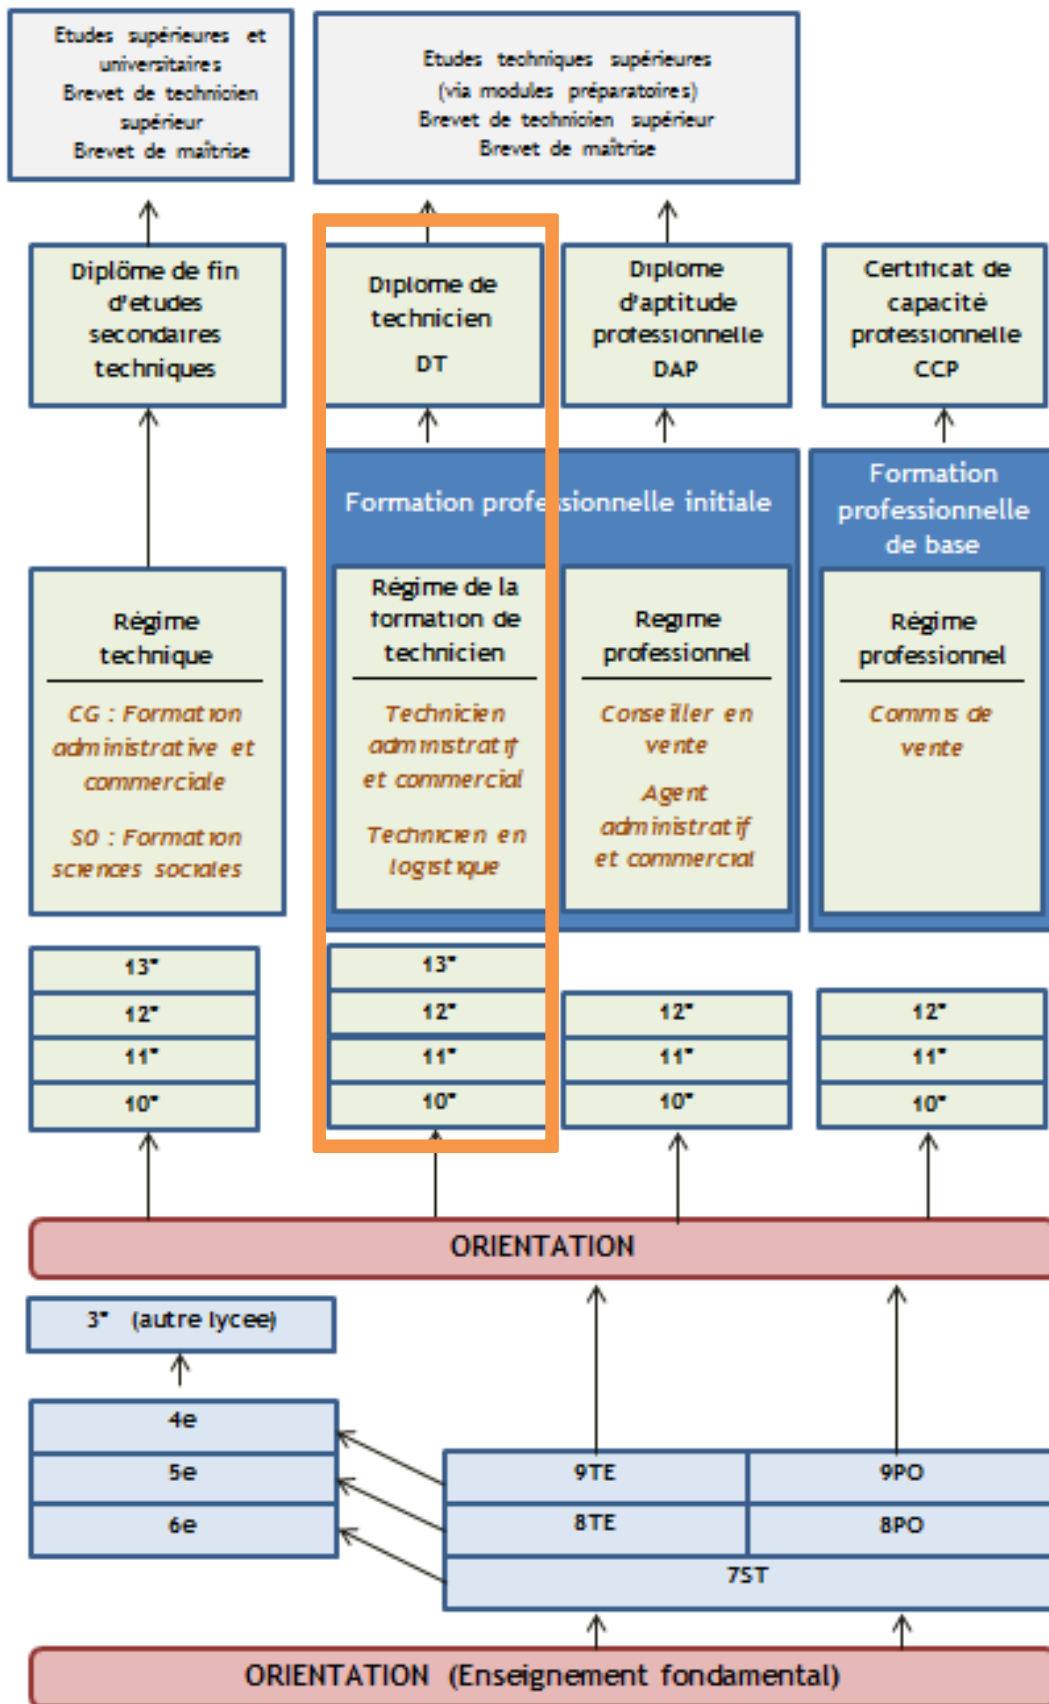 Etudes supérieures et
universitaires
Brevet de technicien
supérieur
Brevet de maîtrise
Etudes techniques supérieures
(via modules préparatoires)
Brevet de technicien supérieur
Brevet de maîtrise
Diplôme de fin
d'etudes
secondaires
techniques
Diplome de
technicien
DT
Diplome
d'aptitude
professionnelle
DAP
Certificat de
capacité
professionnelle
CCP
Formation professionnelle initiale
Formation
professionnelle
de base
Régime
technique
CG : Formation
administrative et
commerciale
SO : Formation
sciences sociales
Régime de la
formation de
technicien
Technicien
administratif
et commercial
Technicien en
logistique
Regime
professionnel
Conseiller en
vente
Agent
administratif
et commercial
Régime
professionnel
Commis de
vente
13e
12e
11e
10e
13e
12e
11e
10e
12e
11e
10e
12e
11e
10e
ORIENTATION
3e (autre lycee)
4e
5e
6e
9TE
9PO
8TE
8PO
7ST
ORIENTATION (Enseignement fondamental)